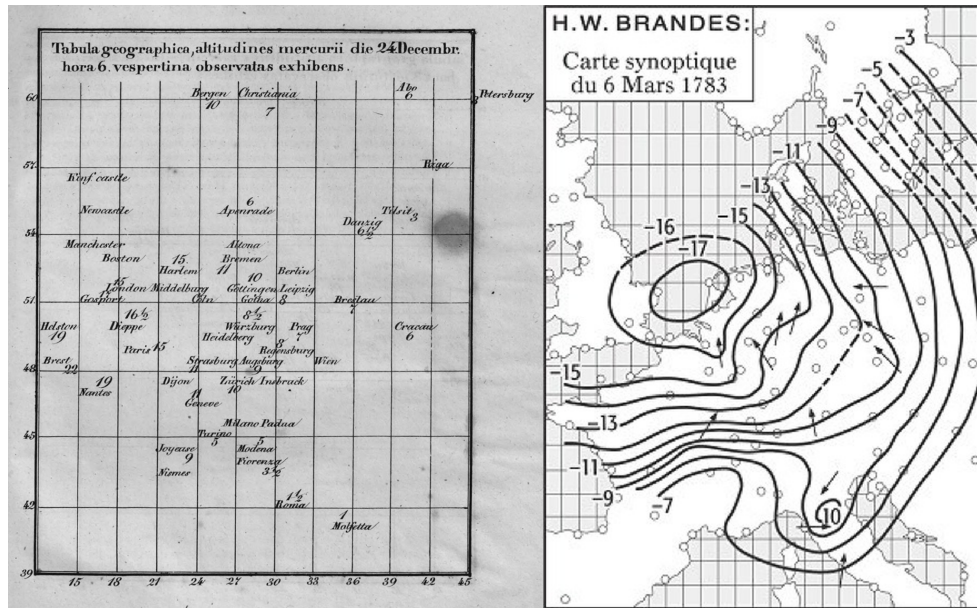 Tabula geographica, altitudines mercurii die 24 Decembr.
hora 6. vespertina observatas exhibens.
60
Bergen
10
Christiania
7
Abo
6
Petersburg
57
Riga
Newcastle
6
Apenrade
Danzig
6½
Tilsit
3
54
Manchester
Altona
Boston
15
Harlem
Bremen
11
Berlin
15
London
Middelburg
10
Göttingen
Leipzig
51
Gosport
Cöln
Gotha
8
Breslau
7
Helston
19
16½
Dieppe
8½
Würzburg
Prag
7
Cracau
6
Heidelberg
Paris
15
8
Regensburg
Brest
22
Strasburg
11
Augsburg
9
Wien
48
19
Nantes
Dijon
Zürich
10
Insbruck
11
Geneve
Milano
Padua
45
Turino
5
Joyeuse
9
5
Modena
Fiorenza
3½
Nismes
42
1½
Roma
1
Molfetta
39
15
18
21
24
27
30
33
36
39
42
45
H.W. BRANDES:
Carte synoptique
du 6 Mars 1783
-3
-5
-7
-9
-11
-13
-15
-16
-17
-15
-13
-11
-9
-7
10